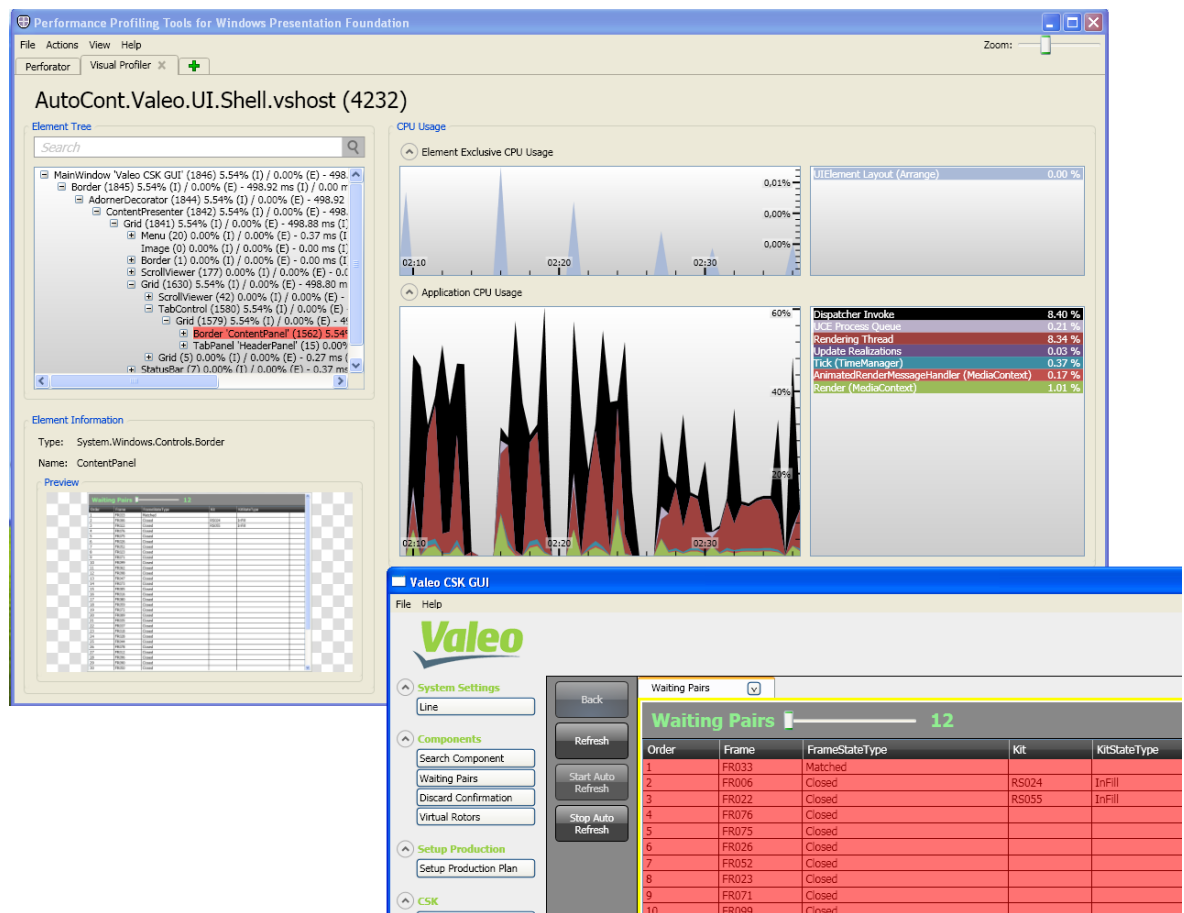 Performance Profiling Tools for Windows Presentation Foundation
File Actions View Help
Zoom:
Perforator
Visual Profiler
AutoCont.Valeo.UI.Shell.vshost (4232)
Element Tree
Search
MainWindow 'Valeo CSK GUI' (1846) 5.54% (I) / 0.00% (E) - 498.
Border (1845) 5.54% (I) / 0.00% (E) - 498.92 ms (I) / 0.00 m
AdornerDecorator (1844) 5.54% (I) / 0.00% (E) - 498.92
ContentPresenter (1842) 5.54% (I) / 0.00% (E) - 498.
Grid (1841) 5.54% (I) / 0.00% (E) - 498.88 ms (I)
Menu (20) 0.00% (I) / 0.00% (E) - 0.37 ms (I
Image (0) 0.00% (I) / 0.00% (E) - 0.00 ms (I)
Border (1) 0.00% (I) / 0.00% (E) - 0.00 ms (
ScrollViewer (177) 0.00% (I) / 0.00% (E) - 0.0
Grid (1630) 5.54% (I) / 0.00% (E) - 498.80 m
ScrollViewer (42) 0.00% (I) / 0.00% (E) -
TabControl (1580) 5.54% (I) / 0.00% (E)
Grid (1579) 5.54% (I) / 0.00% (E) - 49
Border 'ContentPanel' (1562) 5.54%
TabPanel 'HeaderPanel' (15) 0.00%
Grid (5) 0.00% (I) / 0.00% (E) - 0.27 ms (
StatusBar (7) 0.00% (I) / 0.00% (E) - 0.37 ms
Element Information
Type: System.Windows.Controls.Border
Name: ContentPanel
Preview
Waiting Pairs 12
CPU Usage
Element Exclusive CPU Usage
0,01%
0,00%
0,00%
02:10 02:20 02:30
UIElement Layout (Arrange) 0.00 %
Application CPU Usage
60%
40%
20%
02:10 02:20 02:30
Dispatcher Invoke 8.40 %
UCE Process Queue 0.21 %
Rendering Thread 8.34 %
Update Realizations 0.03 %
Tick (TimeManager) 0.37 %
AnimatedRenderMessageHandler (MediaContext) 0.17 %
Render (MediaContext) 1.01 %
Valeo CSK GUI
File Help
Valeo
System Settings
Line
Components
Search Component
Waiting Pairs
Discard Confirmation
Virtual Rotors
Setup Production
Setup Production Plan
CSK
Back
Refresh
Start Auto
Refresh
Stop Auto
Refresh
Waiting Pairs
Waiting Pairs 12
Order Frame FrameStateType Kit KitStateType
1 FR033 Matched
2 FR006 Closed RS024 InFill
3 FR022 Closed RS055 InFill
4 FR076 Closed
5 FR075 Closed
6 FR026 Closed
7 FR052 Closed
8 FR023 Closed
9 FR071 Closed
10 FR099 Closed